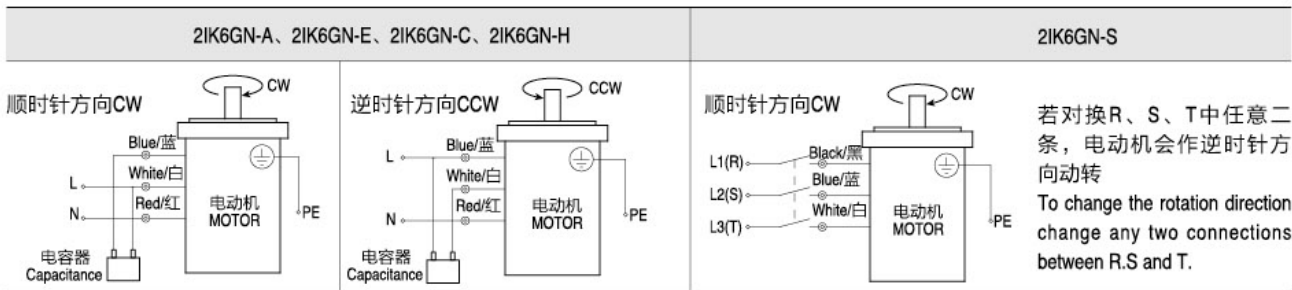 2IK6GN-A、2IK6GN-E、2IK6GN-C、2IK6GN-H
2IK6GN-S
顺时针方向CW
CW
Blue/蓝
White/白
L
Red/红
N
电动机
MOTOR
PE
电容器
Capacitance
逆时针方向CCW
CCW
L
Blue/蓝
White/白
Red/红
N
电动机
MOTOR
PE
电容器
Capacitance
顺时针方向CW
CW
L1(R)
Black/黑
Blue/蓝
L2(S)
White/白
L3(T)
电动机
MOTOR
PE
若对换R、S、T中任意二
条，电动机会作逆时针方
向动转
To change the rotation direction
change any two connections
between R.S and T.